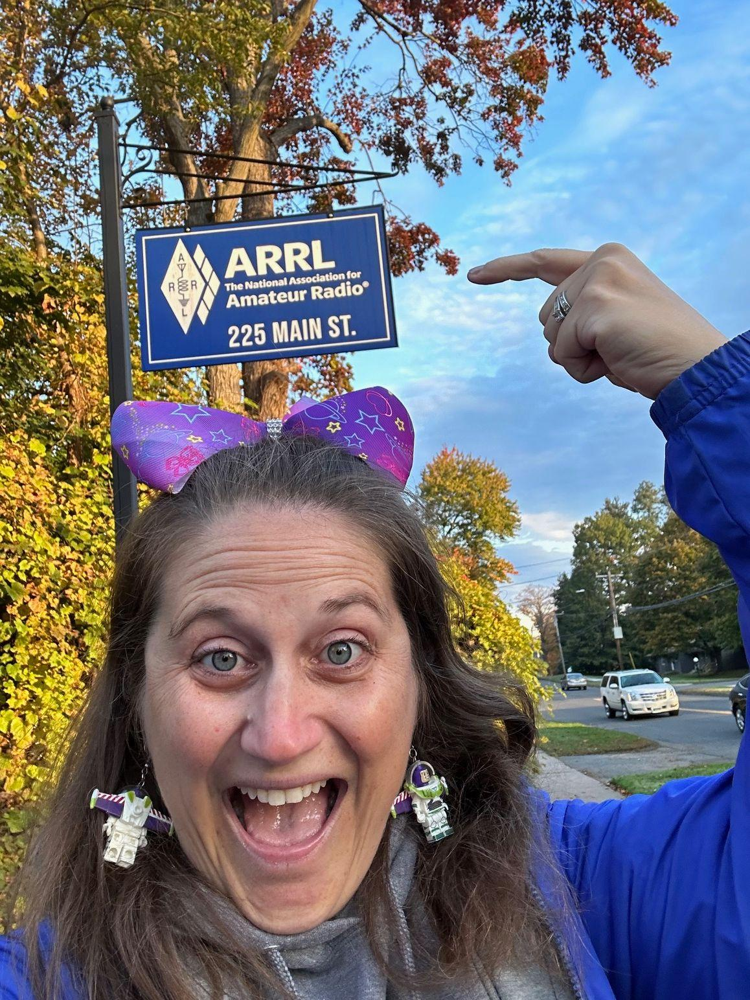 ARRL
The National Association for
Amateur Radio®
225 MAIN ST.
A
R R
L